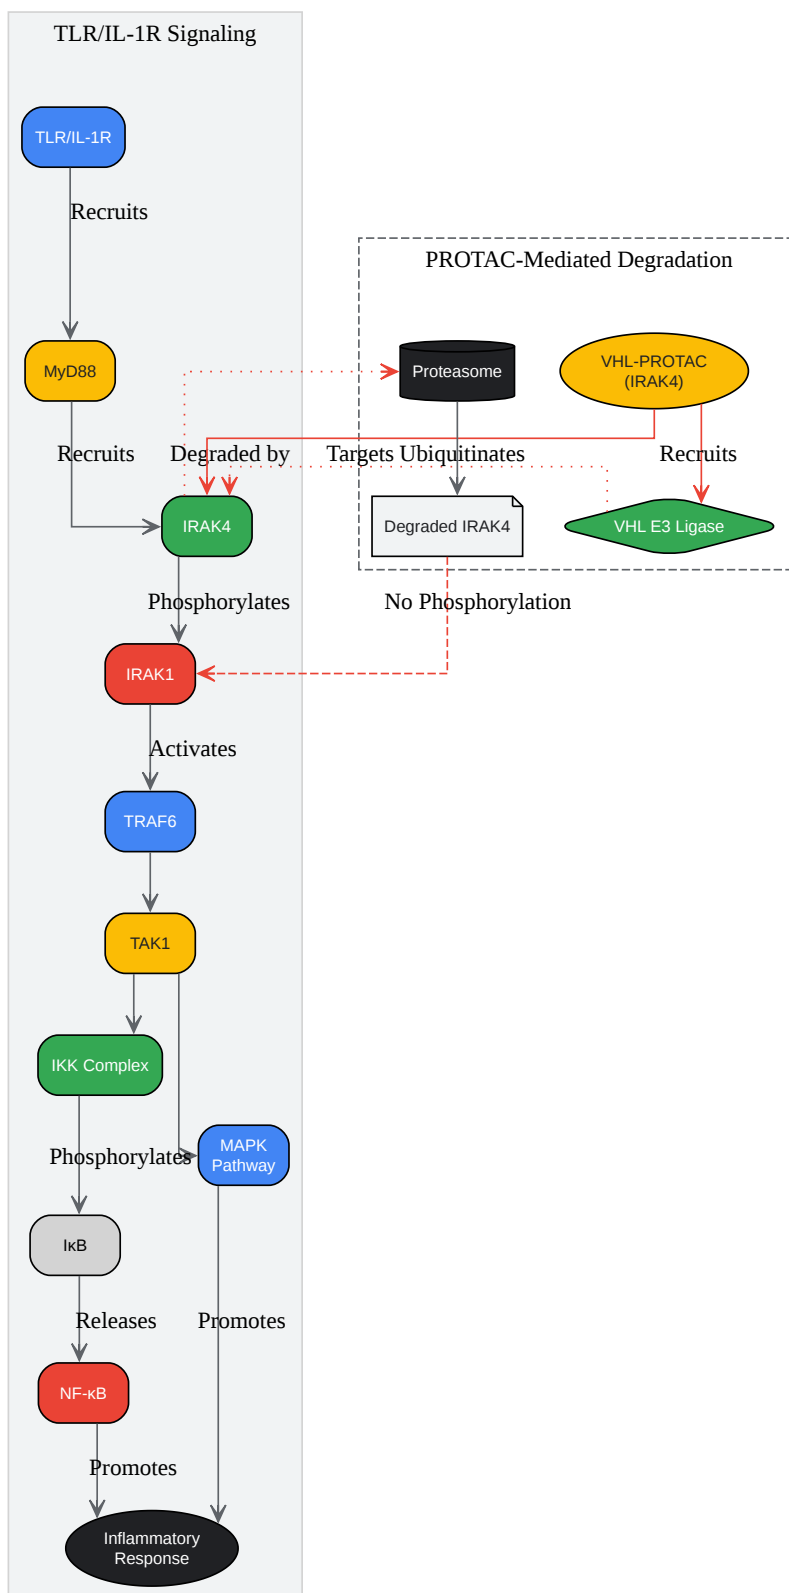 TLR/IL-1R Signaling
TLR/IL-1R
Recruits
PROTAC-Mediated Degradation
MyD88
Proteasome
VHL-PROTAC
(IRAK4)
Recruits
Degraded by
Targets
Ubiquitinates
Recruits
IRAK4
Degraded IRAK4
VHL E3 Ligase
Phosphorylates
No Phosphorylation
IRAK1
Activates
TRAF6
TAK1
IKK Complex
Phosphorylates
MAPK
Pathway
IκB
Releases
Promotes
NF-κB
Promotes
Inflammatory
Response